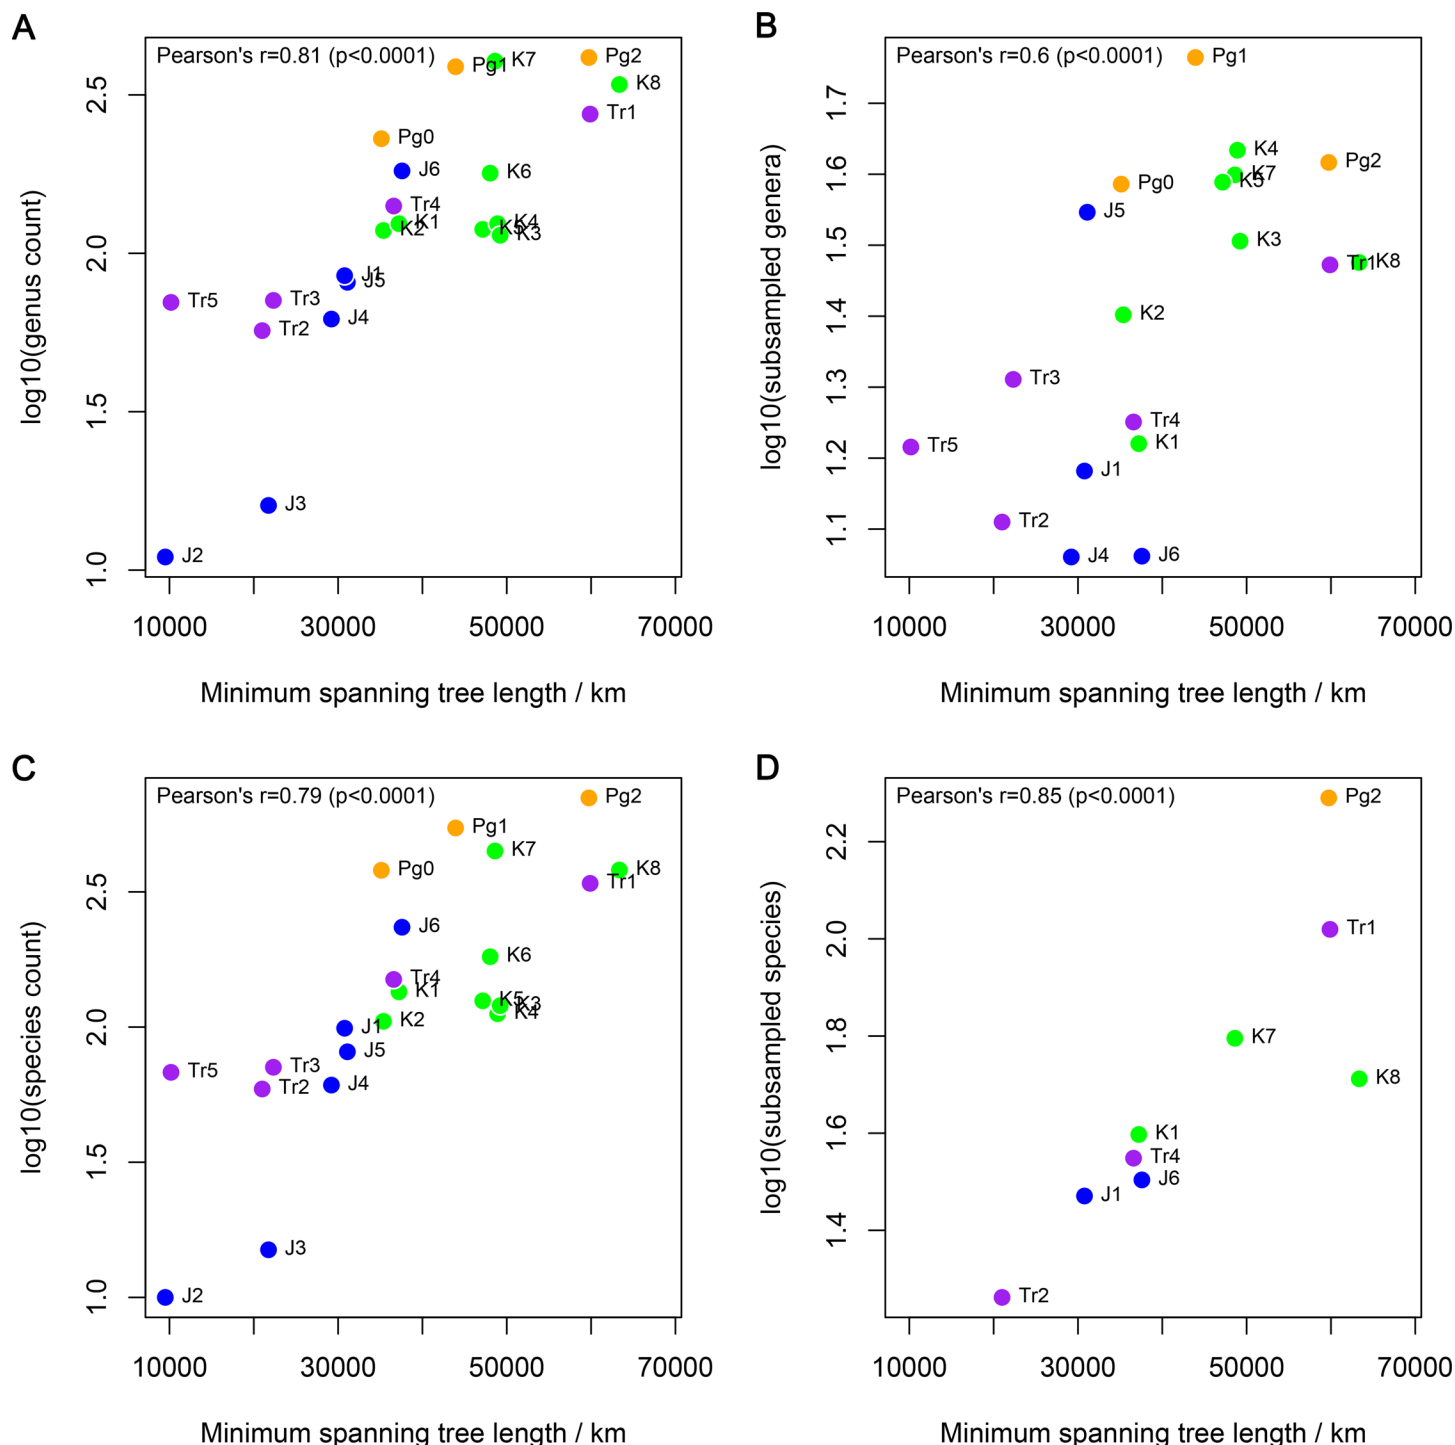 A
Pearson's r=0.81 (p<0.0001)
Pg1
K7
Pg2
K8
Tr1
Pg0
J6
K6
Tr4
K1
K2
K4
K5
K3
J1
J5
Tr5
Tr3
J4
Tr2
J3
J2
2.5
2.0
1.5
1.0
log10(genus count)
10000
30000
50000
70000
Minimum spanning tree length / km
B
Pearson's r=0.6 (p<0.0001)
Pg1
K4
K7
K5
Pg2
Pg0
J5
K3
Tr1
K8
K2
Tr3
Tr4
K1
Tr5
J1
Tr2
J4
J6
1.7
1.6
1.5
1.4
1.3
1.2
1.1
log10(subsampled genera)
10000
30000
50000
70000
Minimum spanning tree length / km
C
Pearson's r=0.79 (p<0.0001)
Pg2
Pg1
K7
Pg0
K8
Tr1
J6
K6
Tr4
K1
K5
K3
K4
K2
J1
J5
Tr5
Tr3
Tr2
J4
J3
J2
2.5
2.0
1.5
1.0
log10(species count)
10000
30000
50000
70000
Minimum spanning tree length / km
D
Pearson's r=0.85 (p<0.0001)
Pg2
Tr1
K7
K8
K1
Tr4
J6
J1
Tr2
2.2
2.0
1.8
1.6
1.4
log10(subsampled species)
10000
30000
50000
70000
Minimum spanning tree length / km